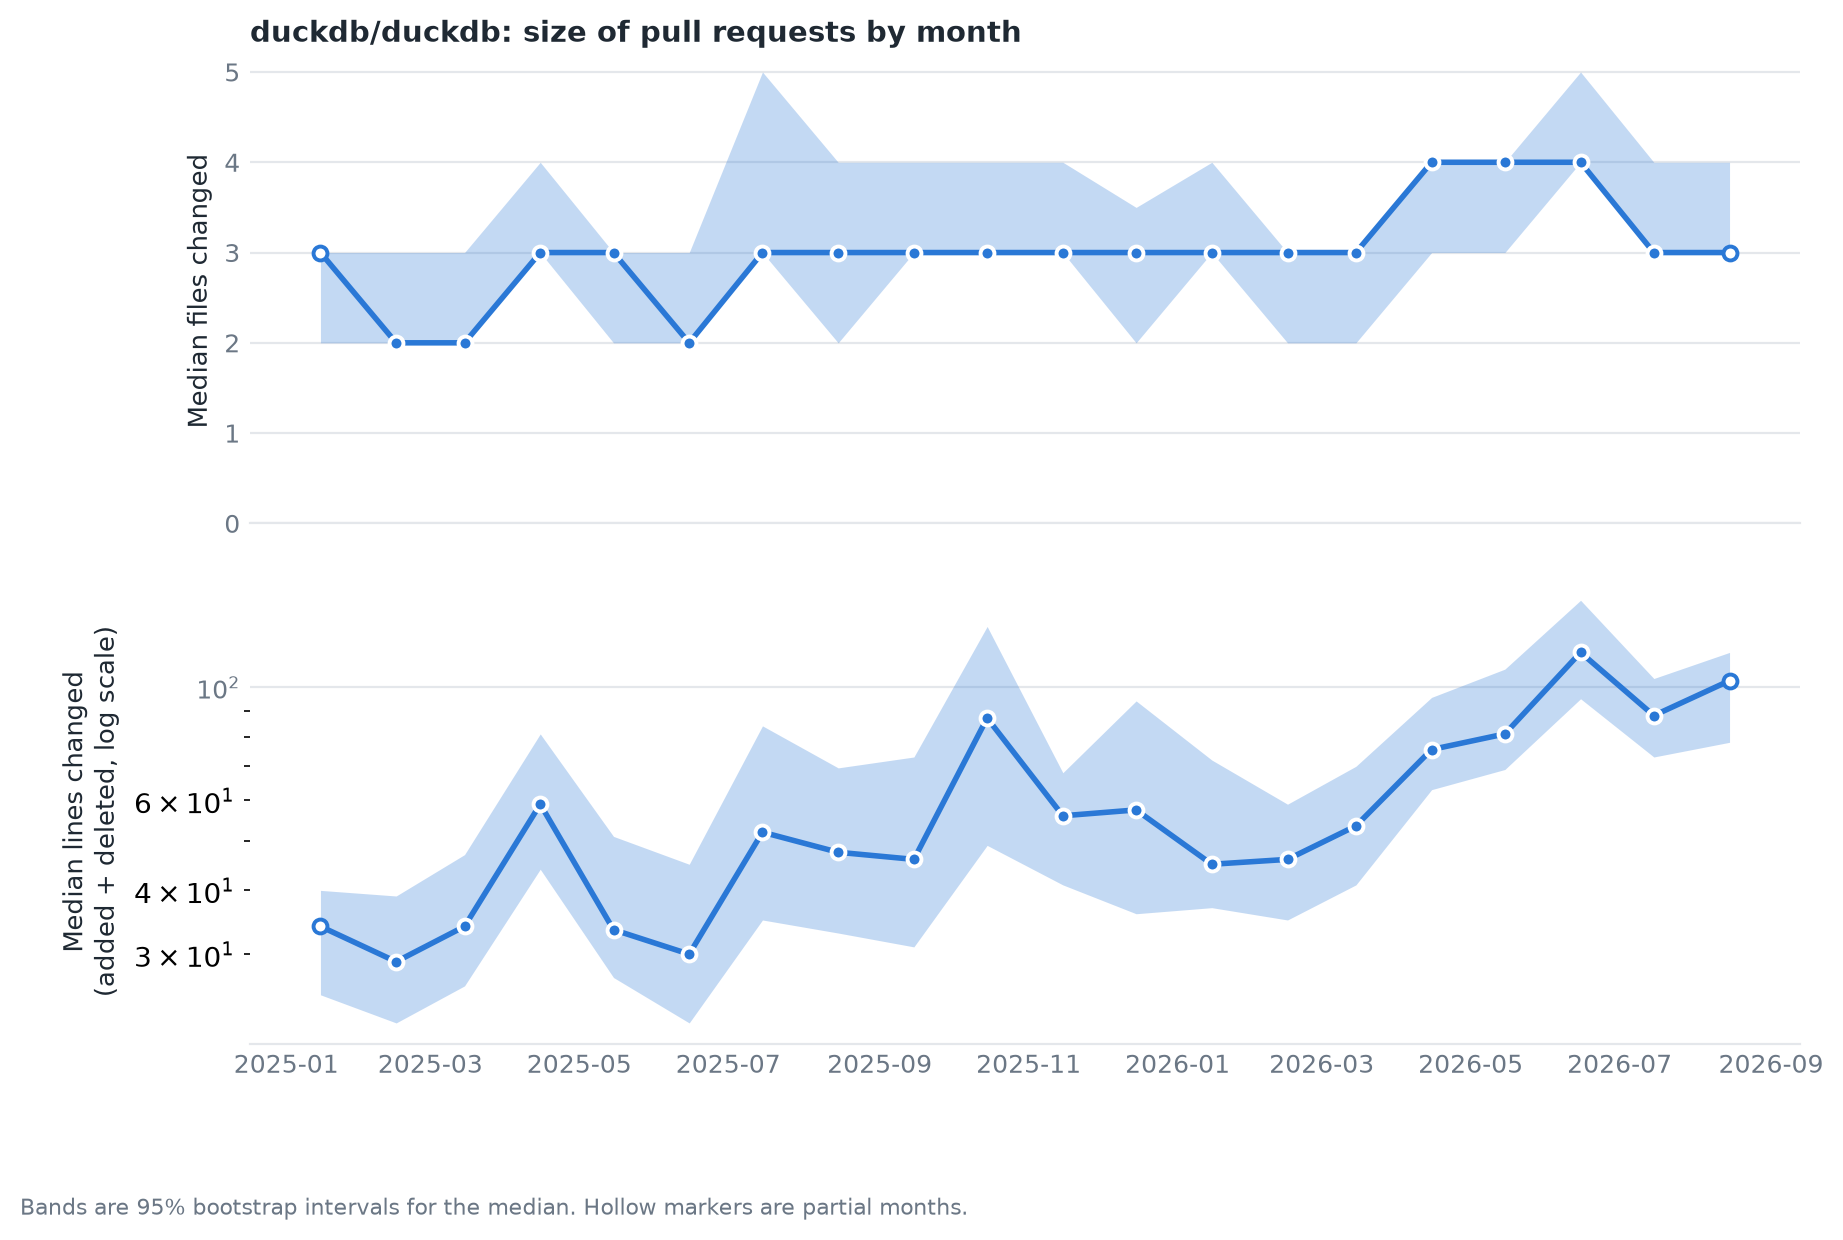 duckdb/duckdb: size of pull requests by month
Median files changed
5
4
3
2
1
0
Median lines changed
(added + deleted, log scale)
10²
6 × 10¹
4 × 10¹
3 × 10¹
2025-01 2025-03 2025-05 2025-07 2025-09 2025-11 2026-01 2026-03 2026-05 2026-07 2026-09
Bands are 95% bootstrap intervals for the median. Hollow markers are partial months.